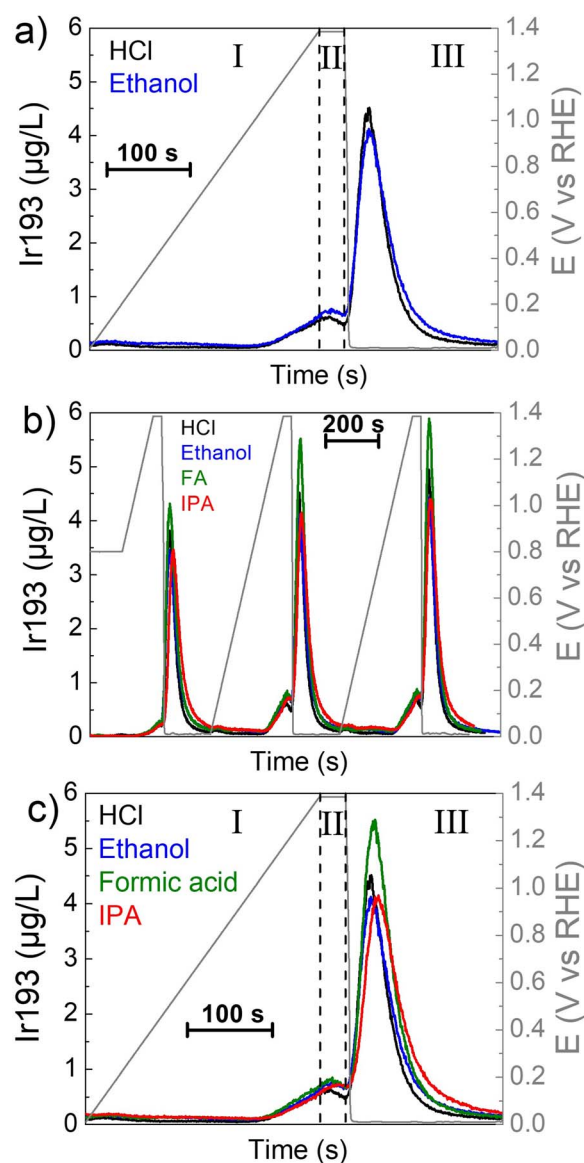 a)
HCl
Ethanol
I
II
III
100 s
6
5
4
3
2
1
0
1.4
1.2
1.0
0.8
0.6
0.4
0.2
0.0
Ir193 (µg/L)
E (V vs RHE)
Time (s)
b)
HCl
Ethanol
FA
IPA
200 s
6
5
4
3
2
1
0
1.4
1.2
1.0
0.8
0.6
0.4
0.2
0.0
Ir193 (µg/L)
E (V vs RHE)
Time (s)
c)
HCl
Ethanol
Formic acid
IPA
I
II
III
100 s
6
5
4
3
2
1
0
1.4
1.2
1.0
0.8
0.6
0.4
0.2
0.0
Ir193 (µg/L)
E (V vs RHE)
Time (s)